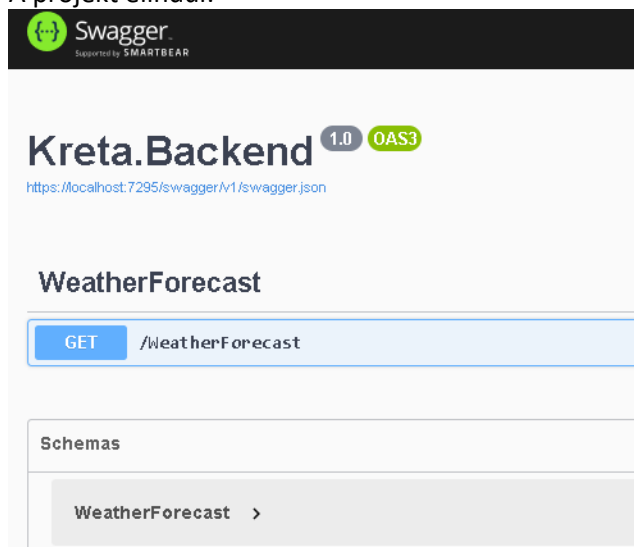 A projekt elindul.
{...} Swagger.
Supported by SMARTBEAR
Kreta.Backend 1.0 OAS3
https://localhost:7295/swagger/v1/swagger.json
WeatherForecast
GET /WeatherForecast
Schemas
WeatherForecast >